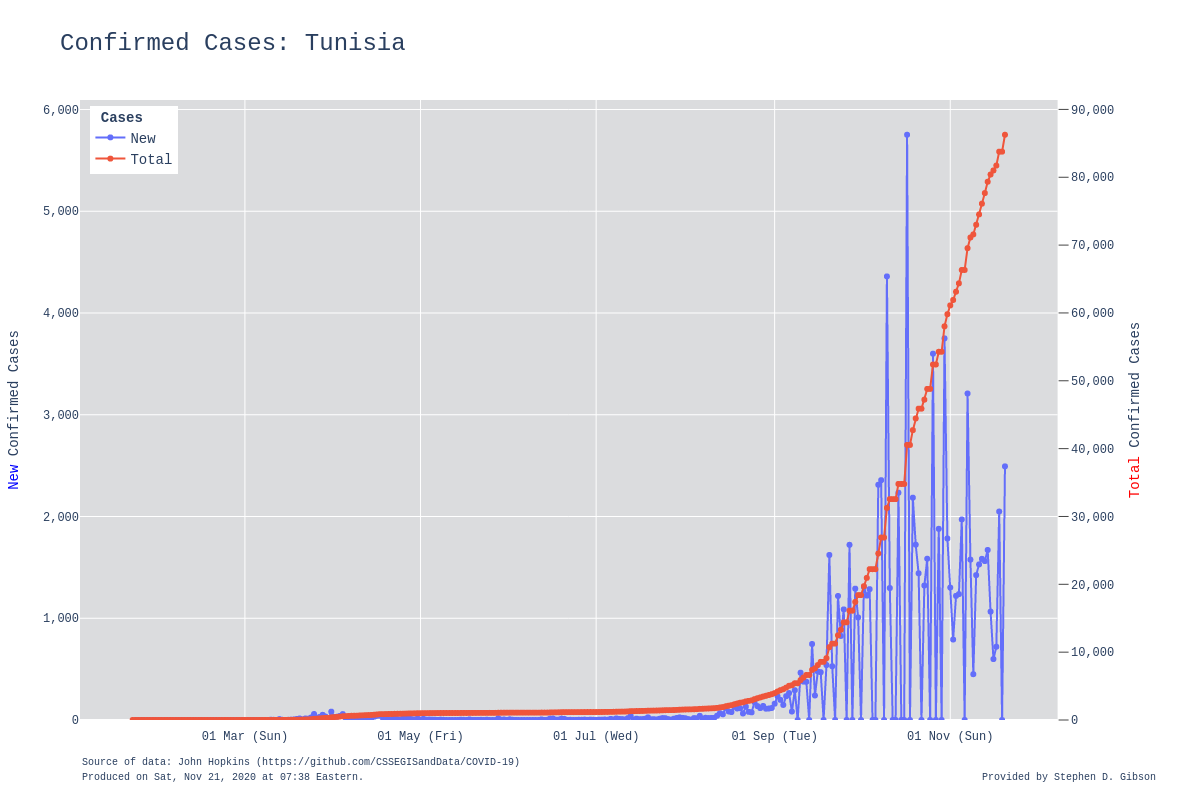 Confirmed Cases: Tunisia
Cases
New
Total
6,000
5,000
4,000
3,000
2,000
1,000
0
New Confirmed Cases
90,000
80,000
70,000
60,000
50,000
40,000
30,000
20,000
10,000
0
Total Confirmed Cases
01 Mar (Sun)
01 May (Fri)
01 Jul (Wed)
01 Sep (Tue)
01 Nov (Sun)
Source of data: John Hopkins (https://github.com/CSSEGISandData/COVID-19)
Produced on Sat, Nov 21, 2020 at 07:38 Eastern.
Provided by Stephen D. Gibson